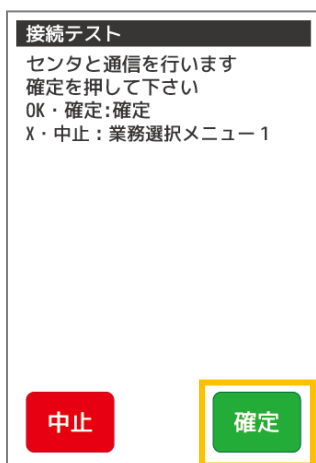 接続テスト
センタと通信を行います
確定を押して下さい
OK・確定:確定
X・中止：業務選択メニュー１
中止
確定